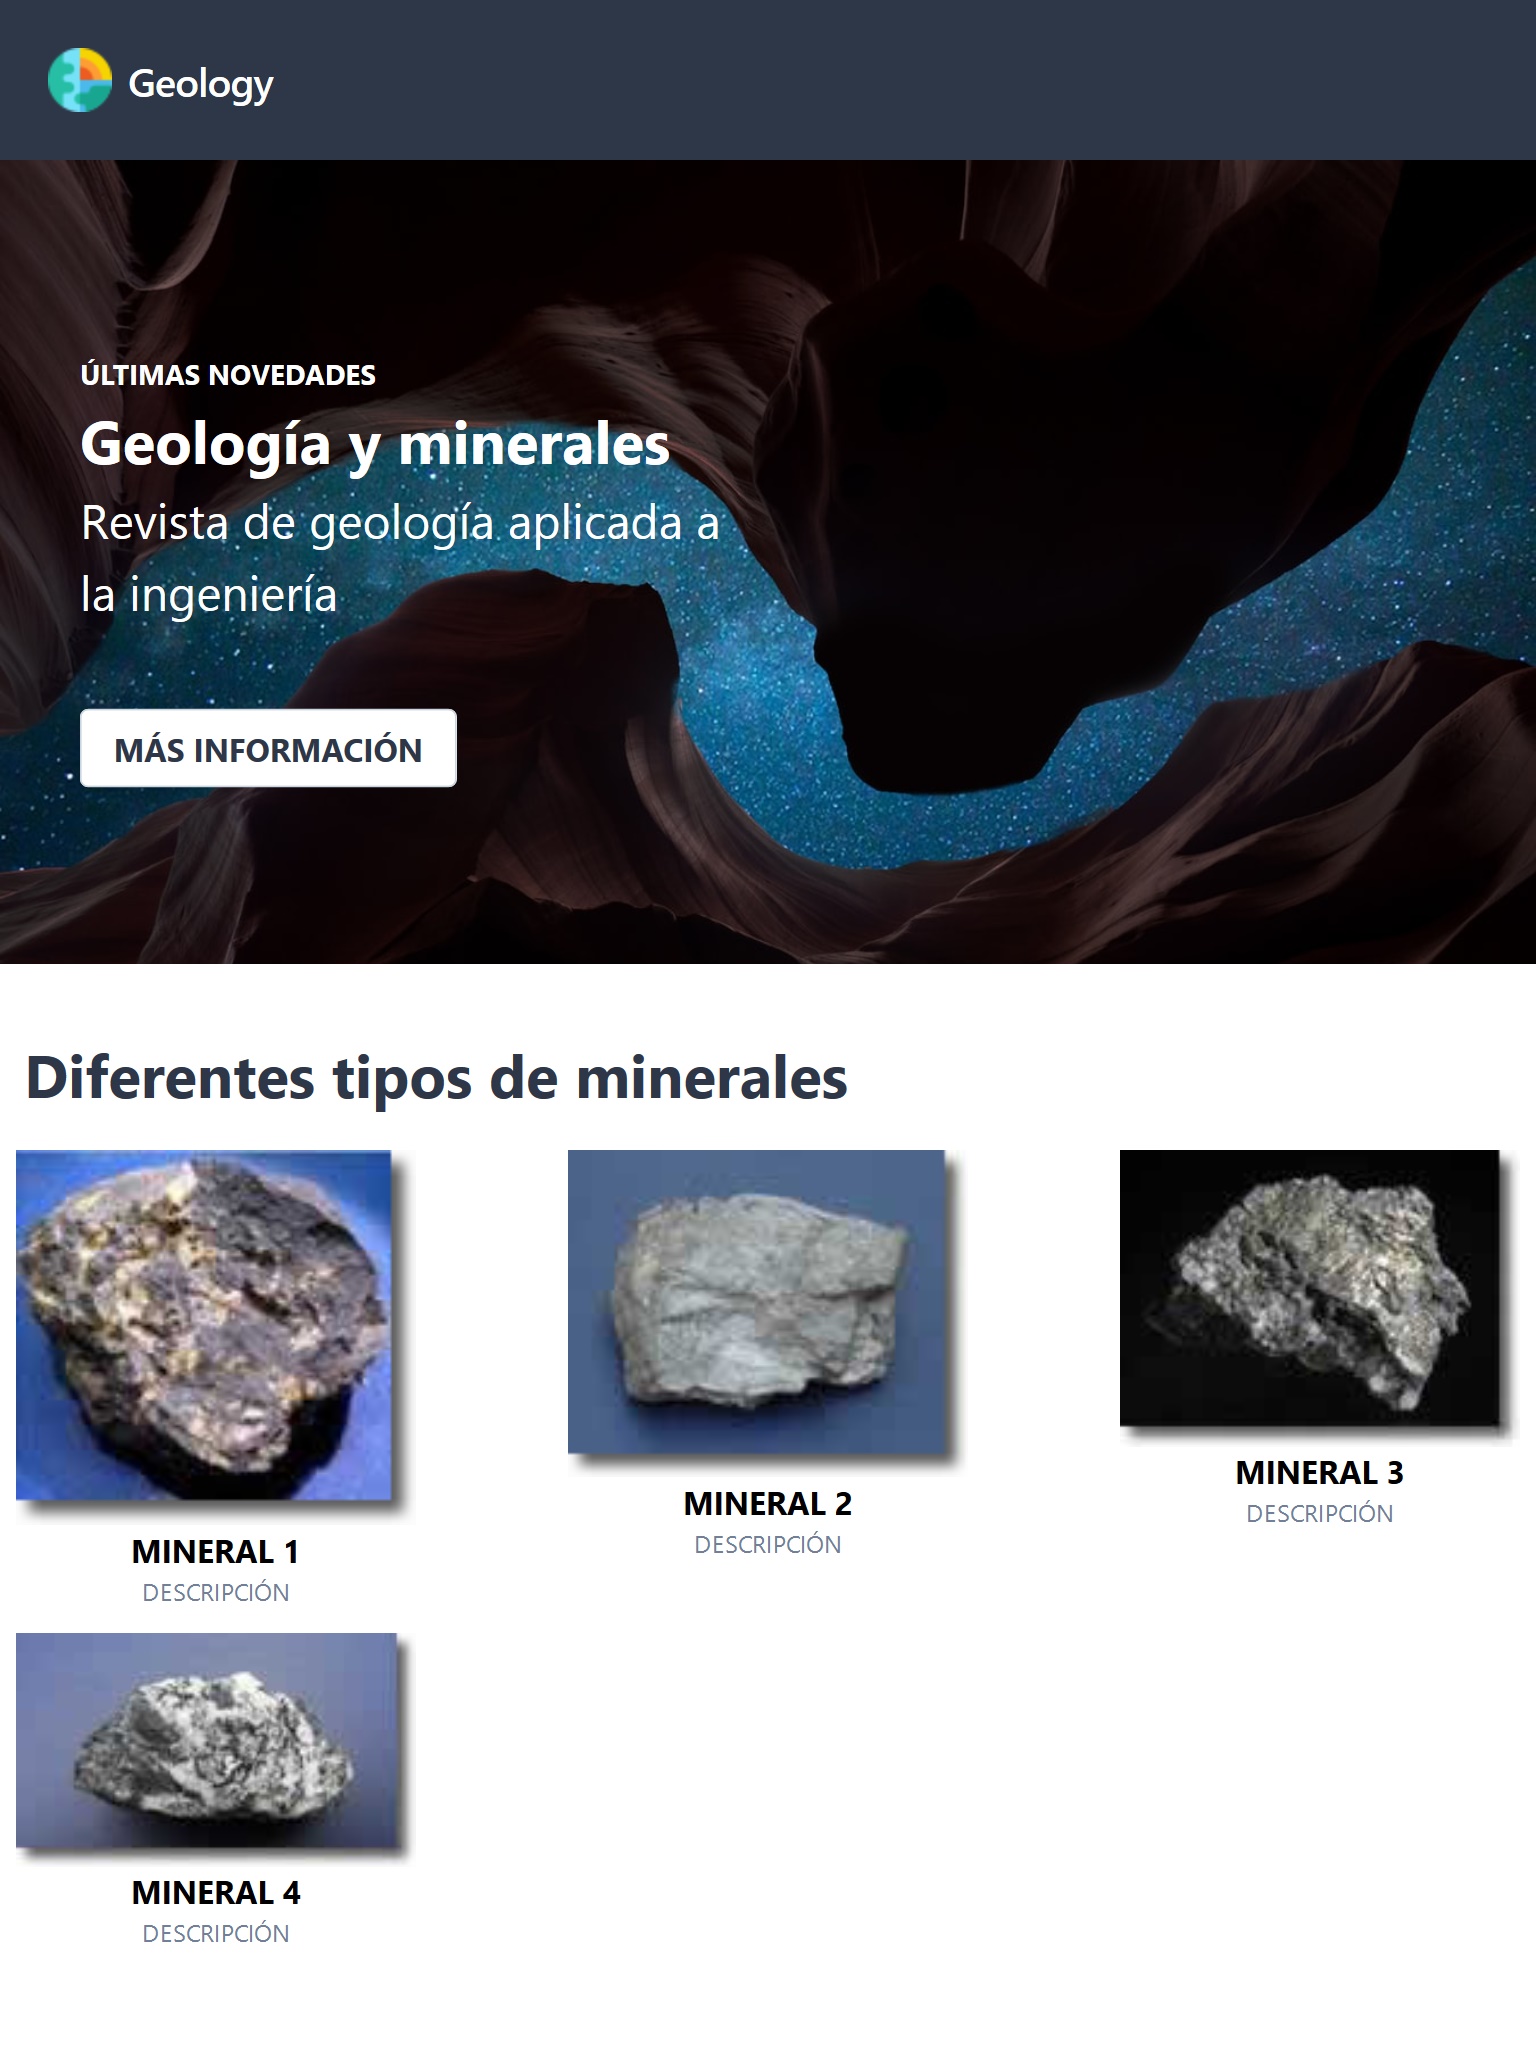 Geology
ÚLTIMAS NOVEDADES
Geología y minerales
Revista de geología aplicada a
la ingeniería
MÁS INFORMACIÓN
Diferentes tipos de minerales
MINERAL 1
DESCRIPCIÓN
MINERAL 2
DESCRIPCIÓN
MINERAL 3
DESCRIPCIÓN
MINERAL 4
DESCRIPCIÓN